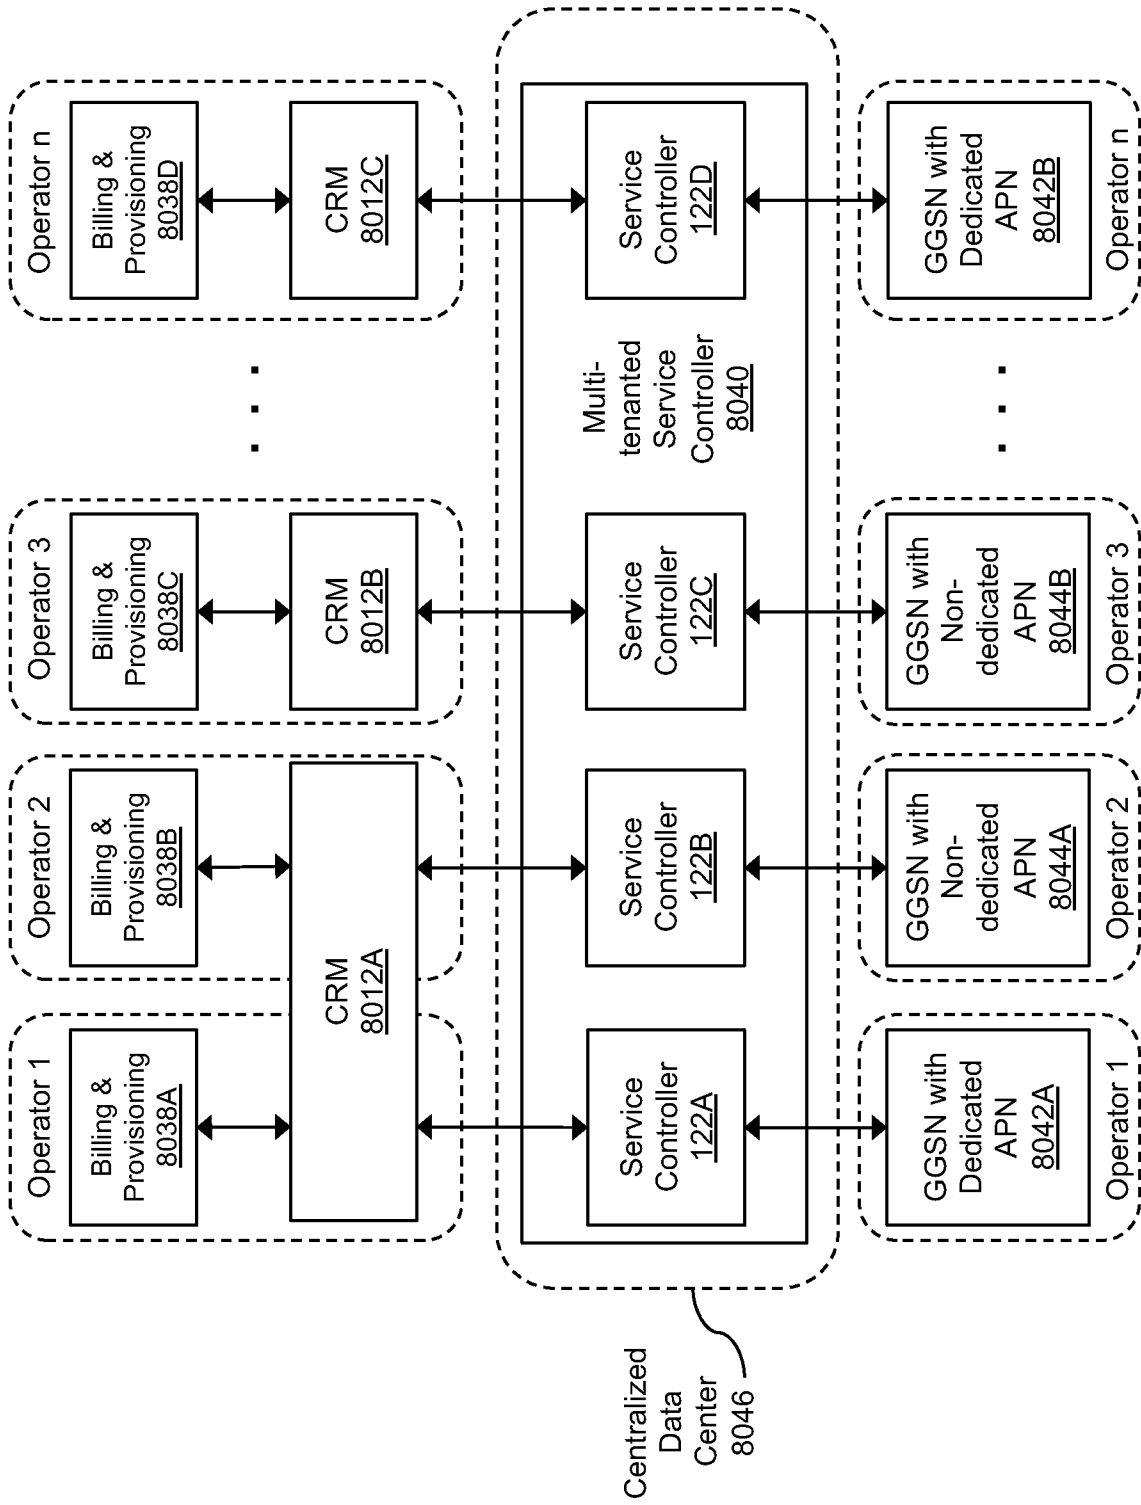 Operator 1
Billing &
Provisioning
8038A
Operator 2
Billing &
Provisioning
8038B
Operator 3
Billing &
Provisioning
8038C
Operator n
Billing &
Provisioning
8038D
CRM
8012A
CRM
8012B
CRM
8012C
. . .
Centralized
Data
Center
8046
Service
Controller
122A
Service
Controller
122B
Service
Controller
122C
Multi-
tenanted
Service
Controller
8040
Service
Controller
122D
GGSN with
Dedicated
APN
8042A
Operator 1
GGSN with
Non-
dedicated
APN
8044A
Operator 2
GGSN with
Non-
dedicated
APN
8044B
Operator 3
. . .
GGSN with
Dedicated
APN
8042B
Operator n